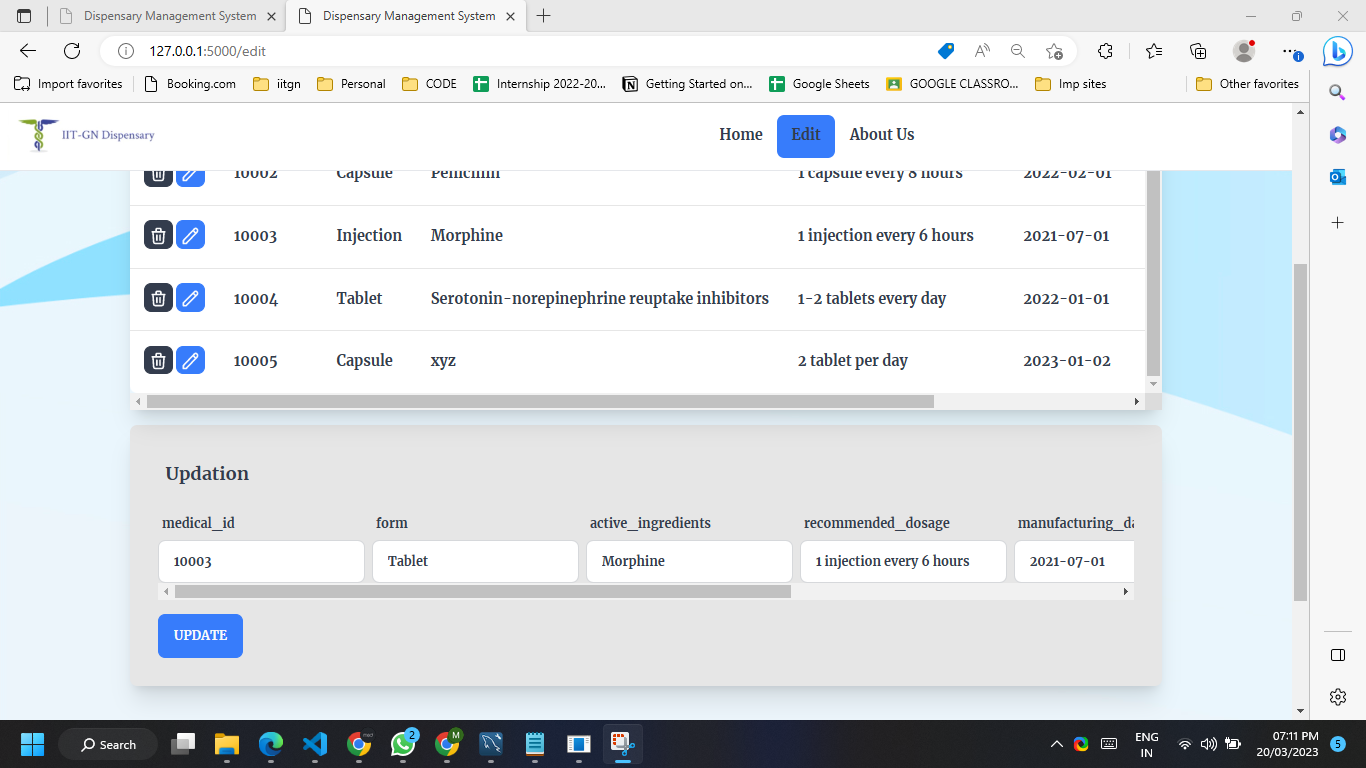 Dispensary Management System
Dispensary Management System
127.0.0.1:5000/edit
Import favorites
Booking.com
iitgn
Personal
CODE
Internship 2022-20...
Getting Started on...
Google Sheets
GOOGLE CLASSRO...
Imp sites
Other favorites
IIT-GN Dispensary
Home
Edit
About Us
10002 Capsule Penicillin 1 capsule every 8 hours 2022-02-01
10003 Injection Morphine 1 injection every 6 hours 2021-07-01
10004 Tablet Serotonin-norepinephrine reuptake inhibitors 1-2 tablets every day 2022-01-01
10005 Capsule xyz 2 tablet per day 2023-01-02
Updation
medical_id form active_ingredients recommended_dosage manufacturing_da
10003 Tablet Morphine 1 injection every 6 hours 2021-07-01
UPDATE
Search
med
2
M
ENG
IN
07:11 PM
20/03/2023
5